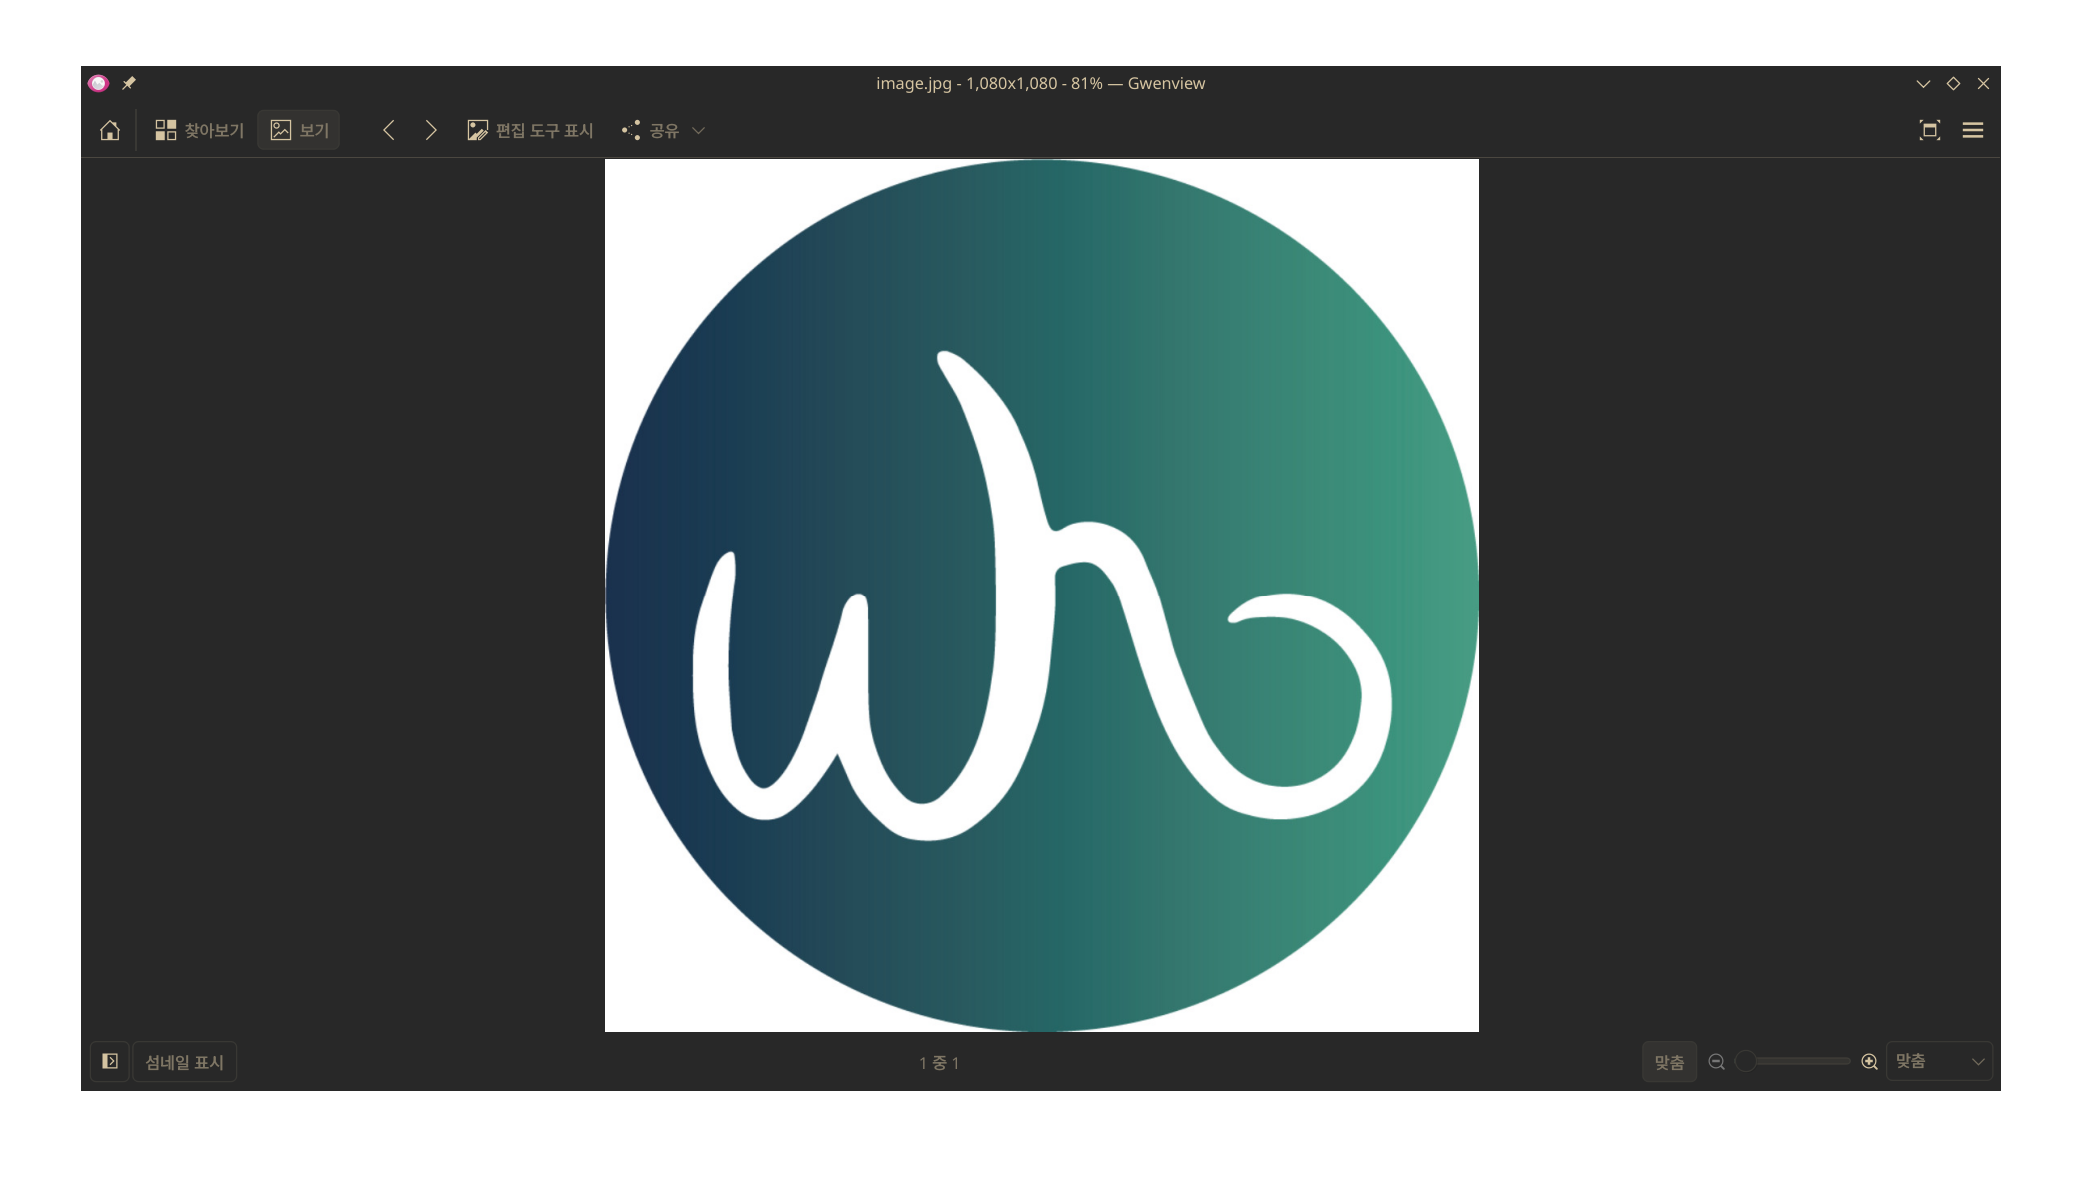 image.jpg - 1,080x1,080 - 81% — Gwenview
찾아보기 보기 편집 도구 표시 공유
wh
섬네일 표시 1 중 1 맞춤 맞춤